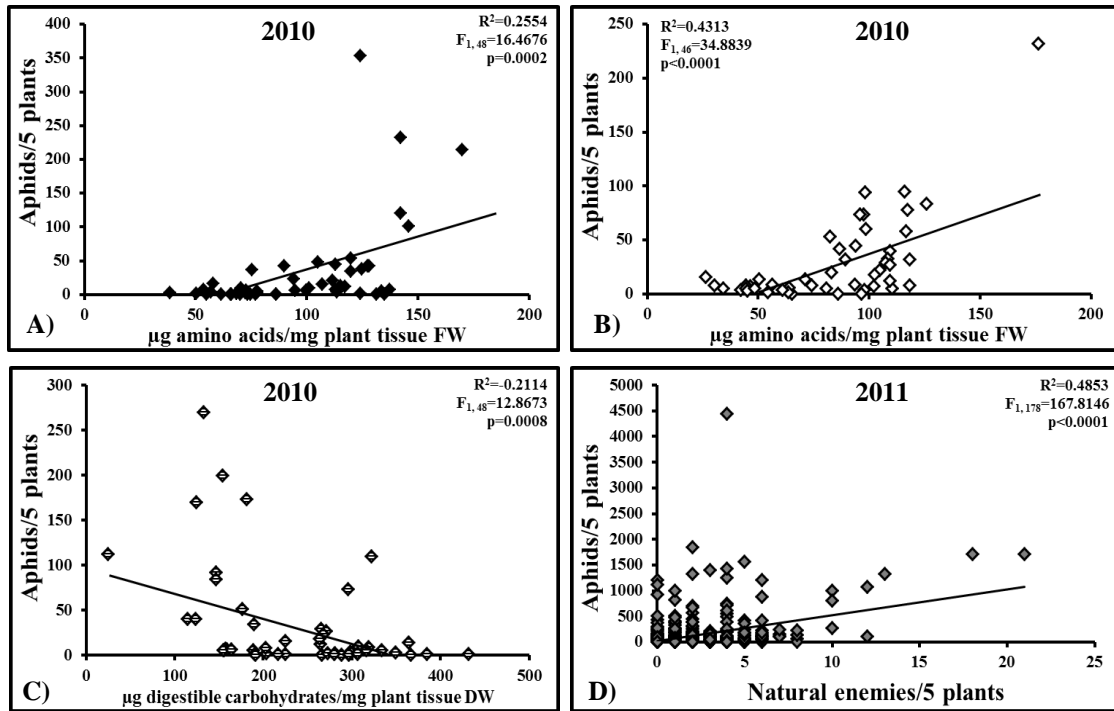 2010
R²=0.2554
F1, 48=16.4676
p=0.0002
Aphids/5 plants
400
350
300
250
200
150
100
50
0
0 50 100 150 200
A)
µg amino acids/mg plant tissue FW
2010
R²=0.4313
F1, 46=34.8839
p<0.0001
Aphids/5 plants
250
200
150
100
50
0
0 50 100 150 200
B)
µg amino acids/mg plant tissue FW
2010
R²=-0.2114
F1, 48=12.8673
p=0.0008
Aphids/5 plants
300
250
200
150
100
50
0
0 100 200 300 400 500
C)
µg digestible carbohydrates/mg plant tissue DW
2011
R²=0.4853
F1, 178=167.8146
p<0.0001
Aphids/5 plants
5000
4500
4000
3500
3000
2500
2000
1500
1000
500
0
0 5 10 15 20 25
D)
Natural enemies/5 plants